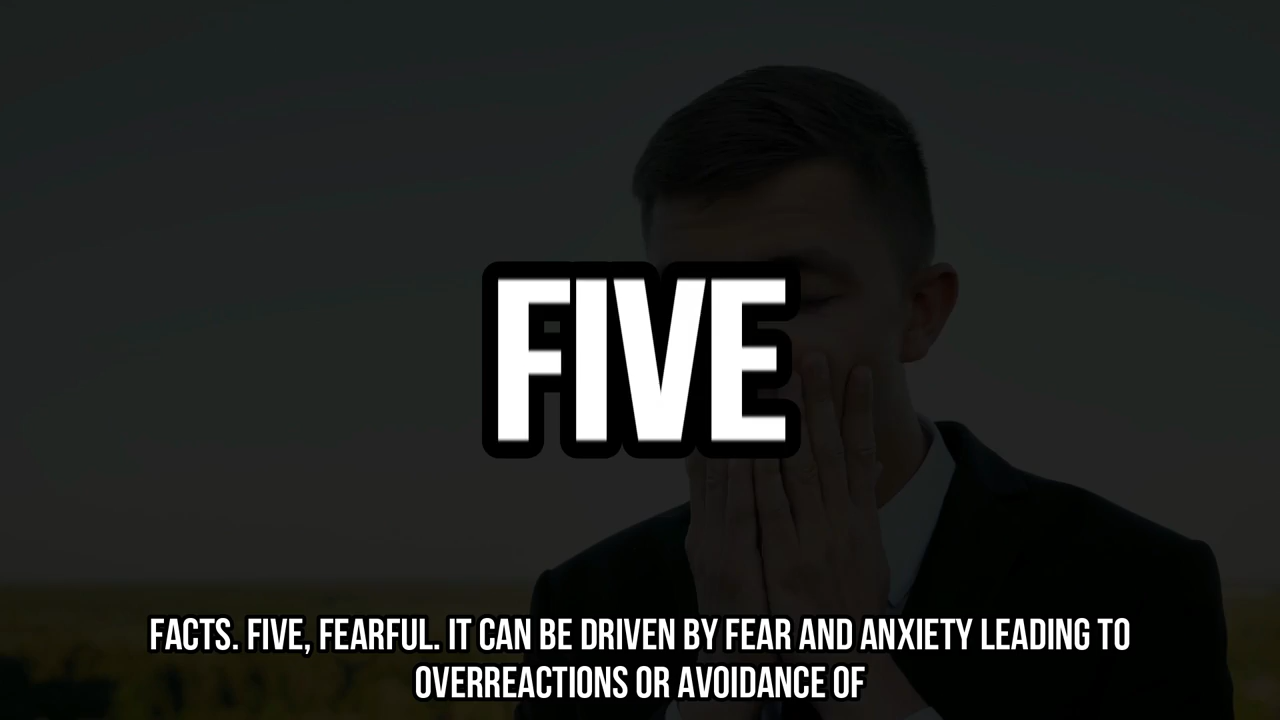 FIVE
FACTS. FIVE, FEARFUL. IT CAN BE DRIVEN BY FEAR AND ANXIETY LEADING TO
OVERREACTIONS OR AVOIDANCE OF